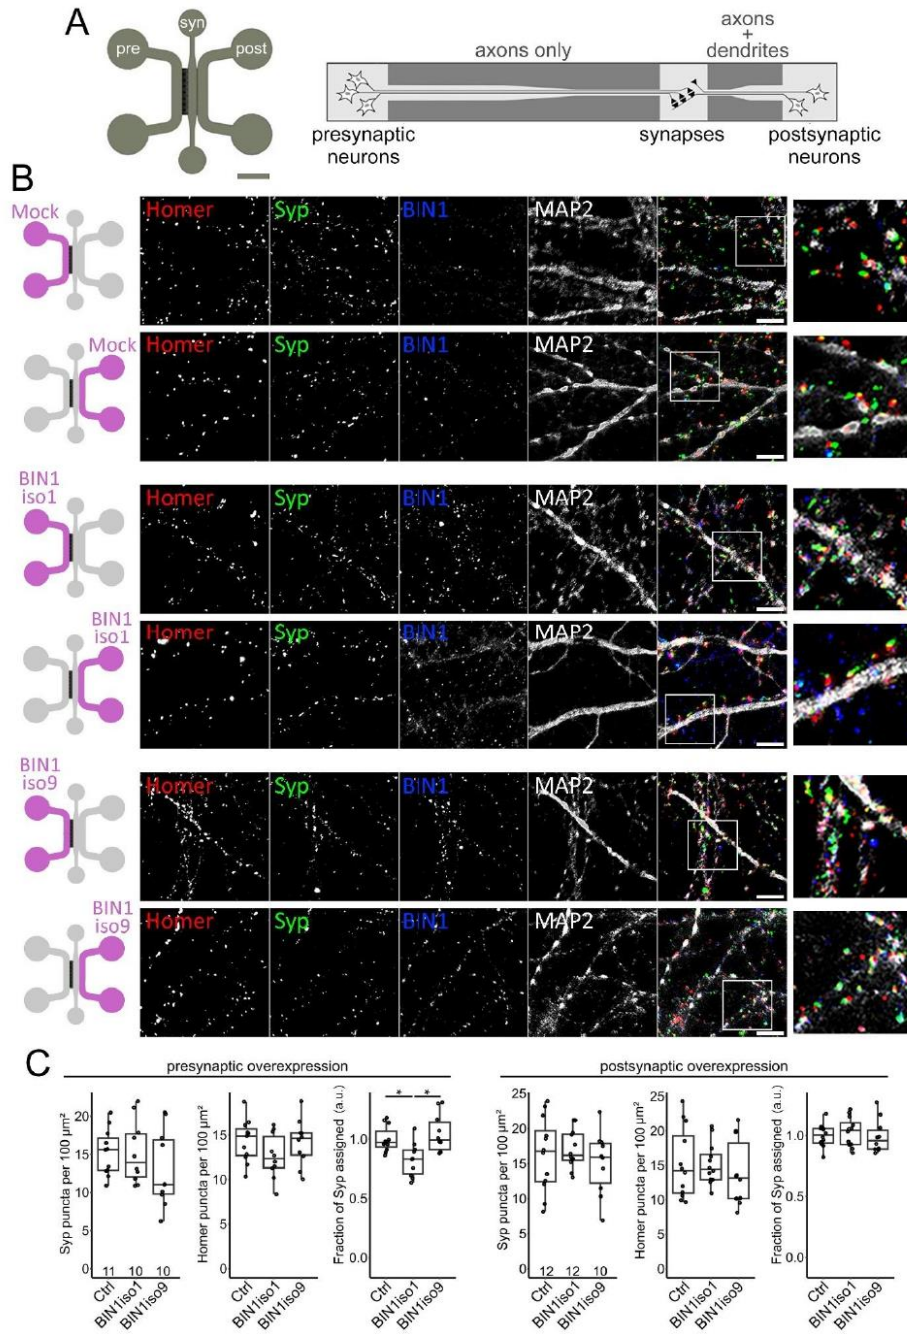 A
pre
syn
post
axons only
axons
+
dendrites
presynaptic
neurons
synapses
postsynaptic
neurons
B
Mock
Homer Syp BIN1 MAP2
Mock
Homer Syp BIN1 MAP2
BIN1
iso1
Homer Syp BIN1 MAP2
BIN1
iso1
Homer Syp BIN1 MAP2
BIN1
iso9
Homer Syp BIN1 MAP2
BIN1
iso9
Homer Syp BIN1 MAP2
C
presynaptic overexpression
Syp puncta per 100 µm²
20
15
10
5
0
11 10 10
Ctrl
BIN1iso1
BIN1iso9
Homer puncta per 100 µm²
20
15
10
5
0
Ctrl
BIN1iso1
BIN1iso9
Fraction of Syp assigned (a.u.)
1.0
0.5
0.0
* *
Ctrl
BIN1iso1
BIN1iso9
postsynaptic overexpression
Syp puncta per 100 µm²
25
20
15
10
5
0
12 12 10
Ctrl
BIN1iso1
BIN1iso9
Homer puncta per 100 µm²
25
20
15
10
5
0
Ctrl
BIN1iso1
BIN1iso9
Fraction of Syp assigned (a.u.)
1.0
0.5
0.0
Ctrl
BIN1iso1
BIN1iso9